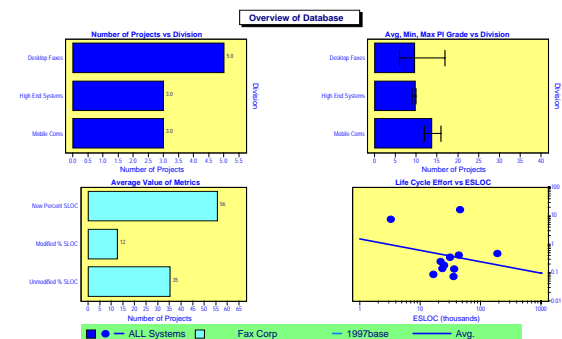 Overview of Database
Number of Projects vs Division
Desktop Faxes
5.0
High End Systems
3.0
Mobile Coms
3.0
Division
0.0 0.5 1.0 1.5 2.0 2.5 3.0 3.5 4.0 4.5 5.0 5.5
Number of Projects
Avg, Min, Max PI Grade vs Division
Desktop Faxes
High End Systems
Mobile Coms
Division
0 5 10 15 20 25 30 35 40
Number of Projects
Average Value of Metrics
New Percent SLOC
56
Modified % SLOC
12
Unmodified % SLOC
35
0 5 10 15 20 25 30 35 40 45 50 55 60 65
Number of Projects
Life Cycle Effort vs ESLOC
100
10
1
0.1
0.01
1 10 100 1000
ESLOC (thousands)
ALL Systems Fax Corp 1997base Avg.